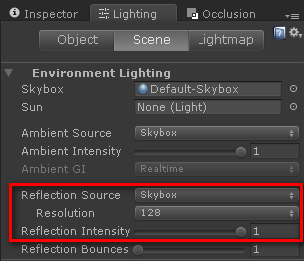 Inspector Lighting Occlusion
Object Scene Lightmap
Environment Lighting
Skybox Default-Skybox
Sun None (Light)
Ambient Source Skybox
Ambient Intensity 1
Ambient GI Realtime
Reflection Source Skybox
Resolution 128
Reflection Intensity 1
Reflection Bounces 1